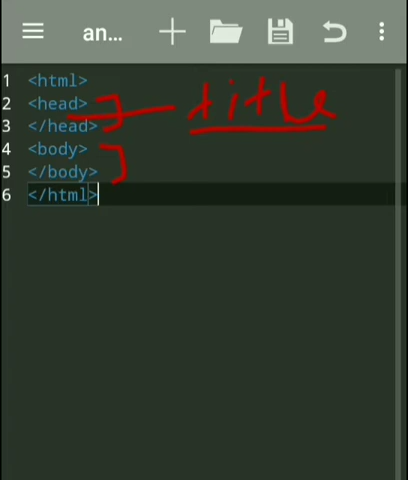 an...
1 <html>
2 <head>
title
3 </head>
4 <body>
5 </body>
6 </html>